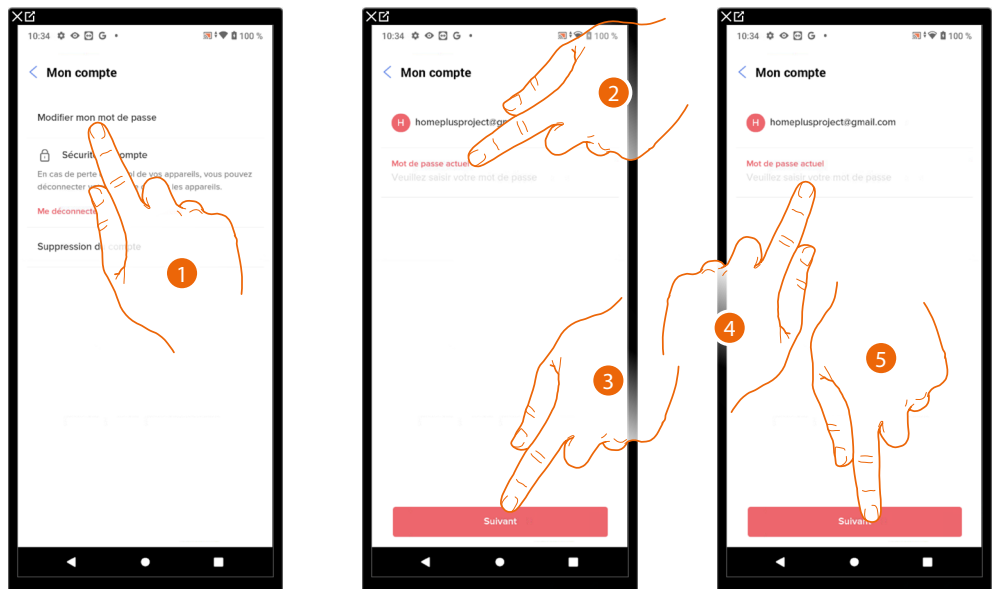 10:34 G 100 %
Mon compte
Modifier mon mot de passe
Sécurité compte
En cas de perte ol de vos appareils, vous pouvez
déconnecter les appareils.
Me déconnecte
Suppression du compte
1
10:34 G 100 %
Mon compte
2
H homeplusproject@g
Mot de passe actuel
Veuillez saisir votre mot de passe
3
Suivant
10:34 G 100 %
Mon compte
H homeplusproject@gmail.com
Mot de passe actuel
Veuillez saisir votre mot de passe
4
5
Suivant